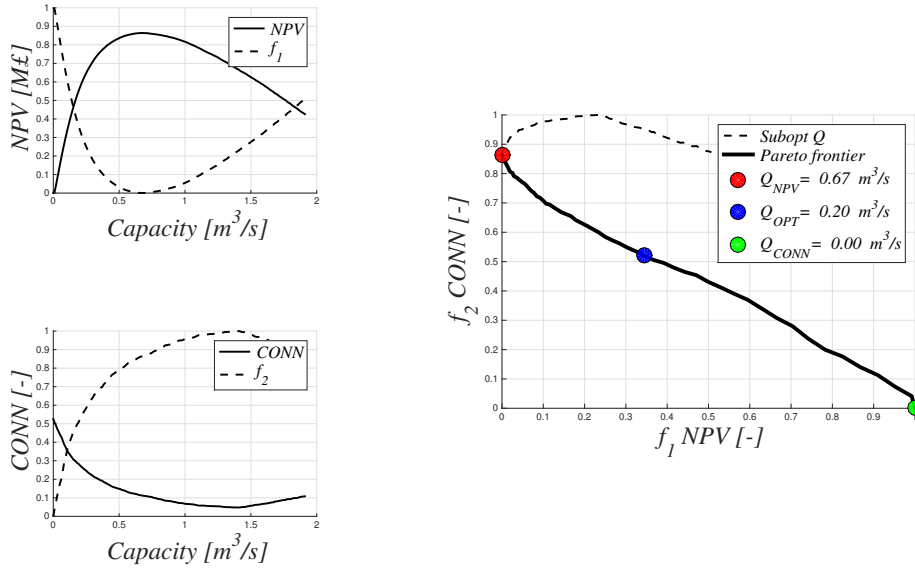 NPV [M£]
1
0.9
0.8
0.7
0.6
0.5
0.4
0.3
0.2
0.1
0
0 0.5 1 1.5 2
Capacity [m³/s]
NPV
f₁
CONN [-]
1
0.9
0.8
0.7
0.6
0.5
0.4
0.3
0.2
0.1
0
0 0.5 1 1.5 2
Capacity [m³/s]
CONN
f₂
f₂ CONN [-]
1
0.9
0.8
0.7
0.6
0.5
0.4
0.3
0.2
0.1
0
0 0.1 0.2 0.3 0.4 0.5 0.6 0.7 0.8 0.9 1
f₁ NPV [-]
Subopt Q
Pareto frontier
Q_NPV = 0.67 m³/s
Q_OPT = 0.20 m³/s
Q_CONN = 0.00 m³/s